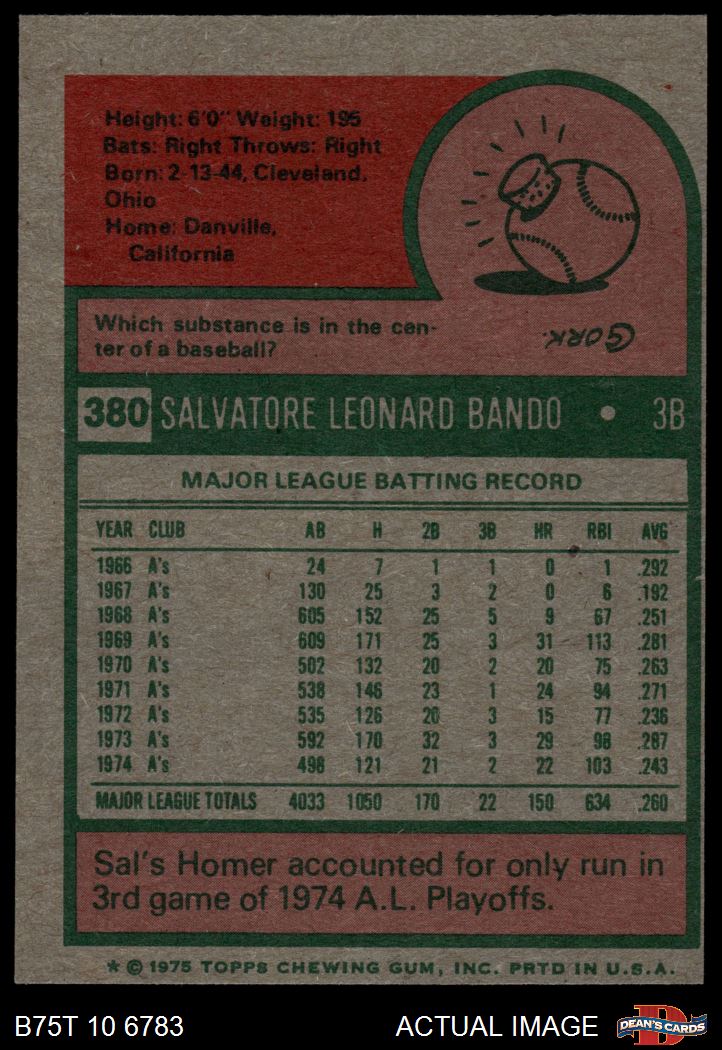 Height: 6'0" Weight: 195
Bats: Right Throws: Right
Born: 2-13-44, Cleveland,
Ohio
Home: Danville,
California
Which substance is in the cen-
ter of a baseball?
CORK.
380 SALVATORE LEONARD BANDO • 3B
MAJOR LEAGUE BATTING RECORD
YEAR CLUB AB H 2B 3B HR RBI AVG
1966 A's 24 7 1 1 0 1 .292
1967 A's 130 25 3 2 0 6 .192
1968 A's 605 152 25 5 9 67 .251
1969 A's 609 171 25 3 31 113 .281
1970 A's 502 132 20 2 20 75 .263
1971 A's 538 146 23 1 24 94 .271
1972 A's 535 126 20 3 15 77 .236
1973 A's 592 170 32 3 29 98 .287
1974 A's 498 121 21 2 22 103 .243
MAJOR LEAGUE TOTALS 4033 1050 170 22 150 634 .260
Sal's Homer accounted for only run in
3rd game of 1974 A.L. Playoffs.
* © 1975 TOPPS CHEWING GUM, INC. PRTD IN U.S.A.
B75T 10 6783 ACTUAL IMAGE D DEAN'S CARDS